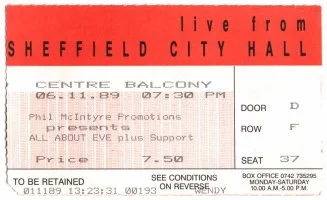 live from
SHEFFIELD CITY HALL
CENTRE BALCONY
06.11.89 07:30 PM
Phil McIntyre Promotions
presents
ALL ABOUT EVE plus Support
Price 7.50
DOOR D
ROW F
SEAT 37
TO BE RETAINED
SEE CONDITIONS
ON REVERSE
BOX OFFICE 0742 735295
MONDAY-SATURDAY
10.00 A.M.-5.00 P.M.
011189 13:23:31 00193 WENDY